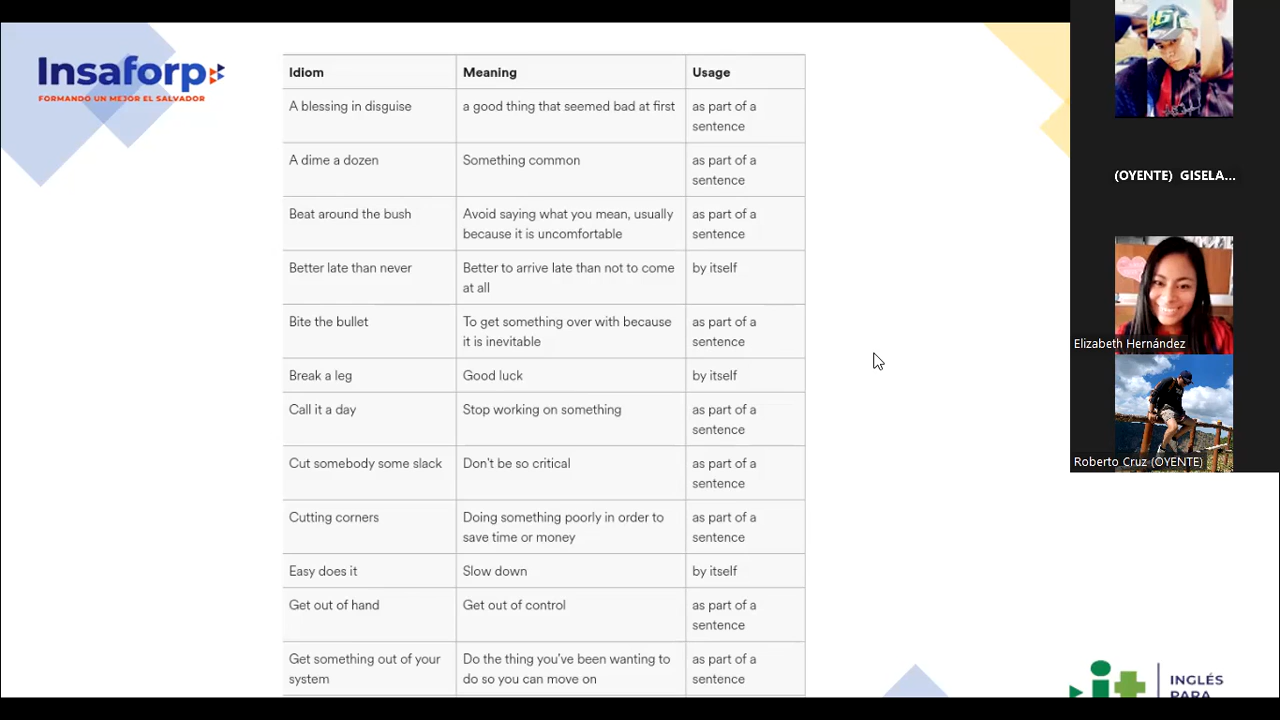 Insaforp
FORMANDO UN MEJOR EL SALVADOR
Idiom Meaning Usage
A blessing in disguise a good thing that seemed bad at first as part of a
sentence
A dime a dozen Something common as part of a
sentence
Beat around the bush Avoid saying what you mean, usually as part of a
because it is uncomfortable sentence
Better late than never Better to arrive late than not to come by itself
at all
Bite the bullet To get something over with because as part of a
it is inevitable sentence
Break a leg Good luck by itself
Call it a day Stop working on something as part of a
sentence
Cut somebody some slack Don't be so critical as part of a
sentence
Cutting corners Doing something poorly in order to as part of a
save time or money sentence
Easy does it Slow down by itself
Get out of hand Get out of control as part of a
sentence
Get something out of your Do the thing you've been wanting to as part of a
system do so you can move on sentence
(OYENTE) GISELA...
Elizabeth Hernández
Roberto Cruz (OYENTE)
INGLÉS
PARA